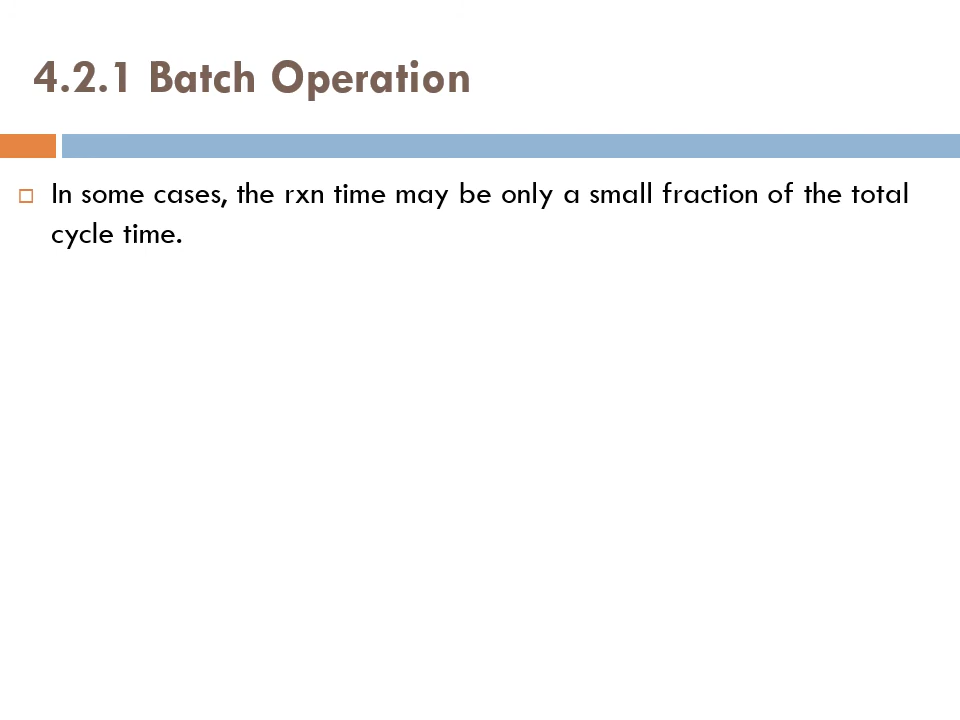 4.2.1 Batch Operation
In some cases, the rxn time may be only a small fraction of the total
cycle time.